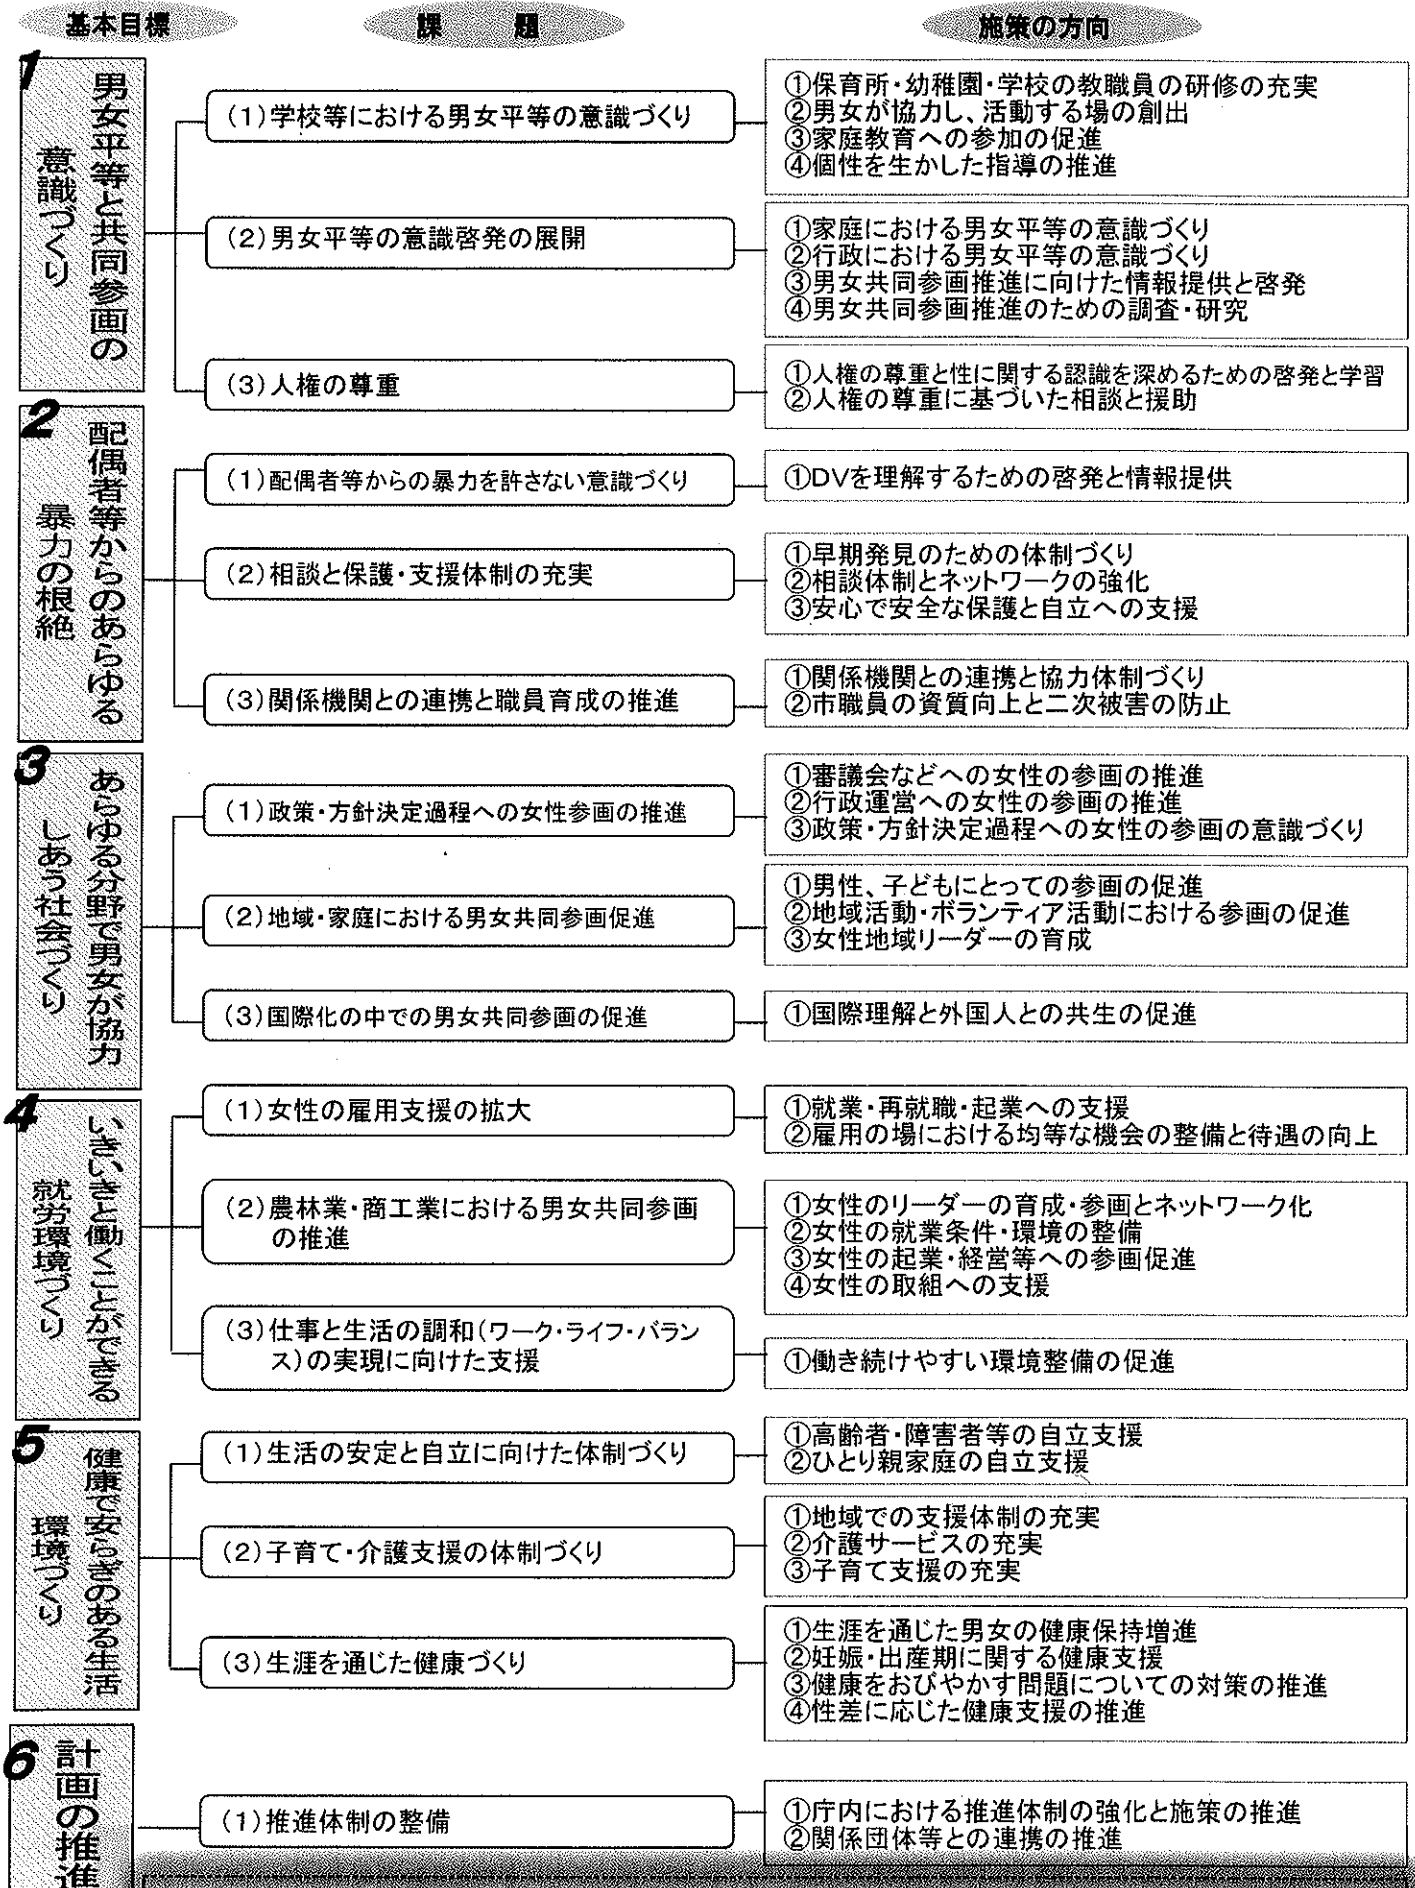 基本目標
課　題
施策の方向
1
男女平等と共同参画の
意識づくり
(1)学校等における男女平等の意識づくり
①保育所・幼稚園・学校の教職員の研修の充実
②男女が協力し、活動する場の創出
③家庭教育への参加の促進
④個性を生かした指導の推進
(2)男女平等の意識啓発の展開
①家庭における男女平等の意識づくり
②行政における男女平等の意識づくり
③男女共同参画推進に向けた情報提供と啓発
④男女共同参画推進のための調査・研究
(3)人権の尊重
①人権の尊重と性に関する認識を深めるための啓発と学習
②人権の尊重に基づいた相談と援助
2
配偶者等からのあらゆる
暴力の根絶
(1)配偶者等からの暴力を許さない意識づくり
①DVを理解するための啓発と情報提供
(2)相談と保護・支援体制の充実
①早期発見のための体制づくり
②相談体制とネットワークの強化
③安心で安全な保護と自立への支援
(3)関係機関との連携と職員育成の推進
①関係機関との連携と協力体制づくり
②市職員の資質向上と二次被害の防止
3
あらゆる分野で男女が協力
しあう社会づくり
(1)政策・方針決定過程への女性参画の推進
①審議会などへの女性の参画の推進
②行政運営への女性の参画の推進
③政策・方針決定過程への女性の参画の意識づくり
(2)地域・家庭における男女共同参画促進
①男性、子どもにとっての参画の促進
②地域活動・ボランティア活動における参画の促進
③女性地域リーダーの育成
(3)国際化の中での男女共同参画の促進
①国際理解と外国人との共生の促進
4
いきいきと働くことができる
就労環境づくり
(1)女性の雇用支援の拡大
①就業・再就職・起業への支援
②雇用の場における均等な機会の整備と待遇の向上
(2)農林業・商工業における男女共同参画
の推進
①女性のリーダーの育成・参画とネットワーク化
②女性の就業条件・環境の整備
③女性の起業・経営等への参画促進
④女性の取組への支援
(3)仕事と生活の調和(ワーク・ライフ・バラン
ス)の実現に向けた支援
①働き続けやすい環境整備の促進
5
健康で安らぎのある生活
環境づくり
(1)生活の安定と自立に向けた体制づくり
①高齢者・障害者等の自立支援
②ひとり親家庭の自立支援
(2)子育て・介護支援の体制づくり
①地域での支援体制の充実
②介護サービスの充実
③子育て支援の充実
(3)生涯を通じた健康づくり
①生涯を通じた男女の健康保持増進
②妊娠・出産期に関する健康支援
③健康をおびやかす問題についての対策の推進
④性差に応じた健康支援の推進
6
計画の推進
(1)推進体制の整備
①庁内における推進体制の強化と施策の推進
②関係団体等との連携の推進